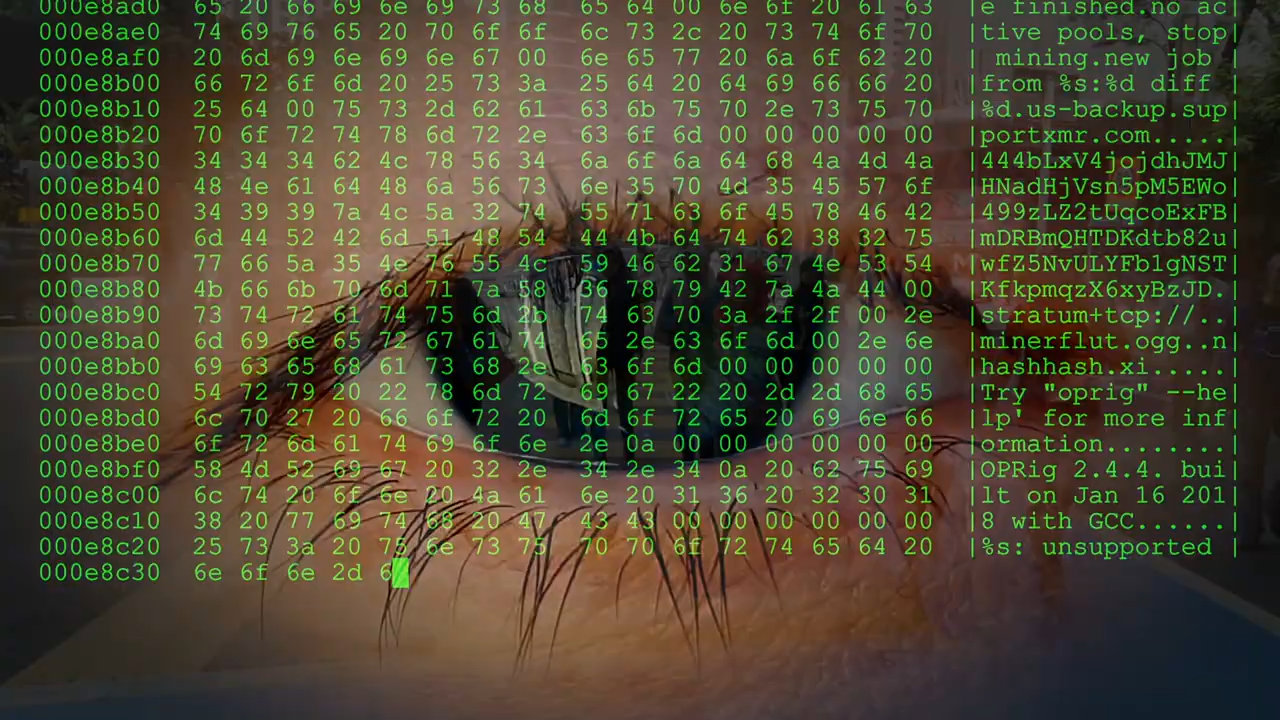 000e8ad0 65 20 66 69 6e 69 73 68 65 64 00 6e 6f 20 61 63 |e finished.no ac|
000e8ae0 74 69 76 65 20 70 6f 6f 6c 73 2c 20 73 74 6f 70 |tive pools, stop|
000e8af0 20 6d 69 6e 69 6e 67 00 6e 65 77 20 6a 6f 62 20 | mining.new job |
000e8b00 66 72 6f 6d 20 25 73 3a 25 64 20 64 69 66 66 20 |from %s:%d diff |
000e8b10 25 64 00 75 73 2d 62 61 63 6b 75 70 2e 73 75 70 |%d.us-backup.sup|
000e8b20 70 6f 72 74 78 6d 72 2e 63 6f 6d 00 00 00 00 00 |portxmr.com.....|
000e8b30 34 34 34 62 4c 78 56 34 6a 6f 6a 64 68 4a 4d 4a |444bLxV4jojdhJMJ|
000e8b40 48 4e 61 64 48 6a 56 73 6e 35 70 4d 35 45 57 6f |HNadHjVsn5pM5EWo|
000e8b50 34 39 39 7a 4c 5a 32 74 55 71 63 6f 45 78 46 42 |499zLZ2tUqcoExFB|
000e8b60 6d 44 52 42 6d 51 48 54 44 4b 64 74 62 38 32 75 |mDRBmQHTDKdtb82u|
000e8b70 77 66 5a 35 4e 76 55 4c 59 46 62 31 67 4e 53 54 |wfZ5NvULYFb1gNST|
000e8b80 4b 66 6b 70 6d 71 7a 58 36 78 79 42 7a 4a 44 00 |KfkpmqzX6xyBzJD.|
000e8b90 73 74 72 61 74 75 6d 2b 74 63 70 3a 2f 2f 00 2e |stratum+tcp://..|
000e8ba0 6d 69 6e 65 72 67 61 74 65 2e 63 6f 6d 00 2e 6e |minerflut.ogg..n|
000e8bb0 69 63 65 68 61 73 68 2e 63 6f 6d 00 00 00 00 00 |hashhash.xi.....|
000e8bc0 54 72 79 20 22 78 6d 72 69 67 22 20 2d 2d 68 65 |Try "oprig" --he|
000e8bd0 6c 70 27 20 66 6f 72 20 6d 6f 72 65 20 69 6e 66 |lp' for more inf|
000e8be0 6f 72 6d 61 74 69 6f 6e 2e 0a 00 00 00 00 00 00 |ormation........|
000e8bf0 58 4d 52 69 67 20 32 2e 34 2e 34 0a 20 62 75 69 |OPRig 2.4.4. bui|
000e8c00 6c 74 20 6f 6e 20 4a 61 6e 20 31 36 20 32 30 31 |lt on Jan 16 201|
000e8c10 38 20 77 69 74 68 20 47 43 43 00 00 00 00 00 00 |8 with GCC......|
000e8c20 25 73 3a 20 75 6e 73 75 70 70 6f 72 74 65 64 20 |%s: unsupported |
000e8c30 6e 6f 6e 2d 6